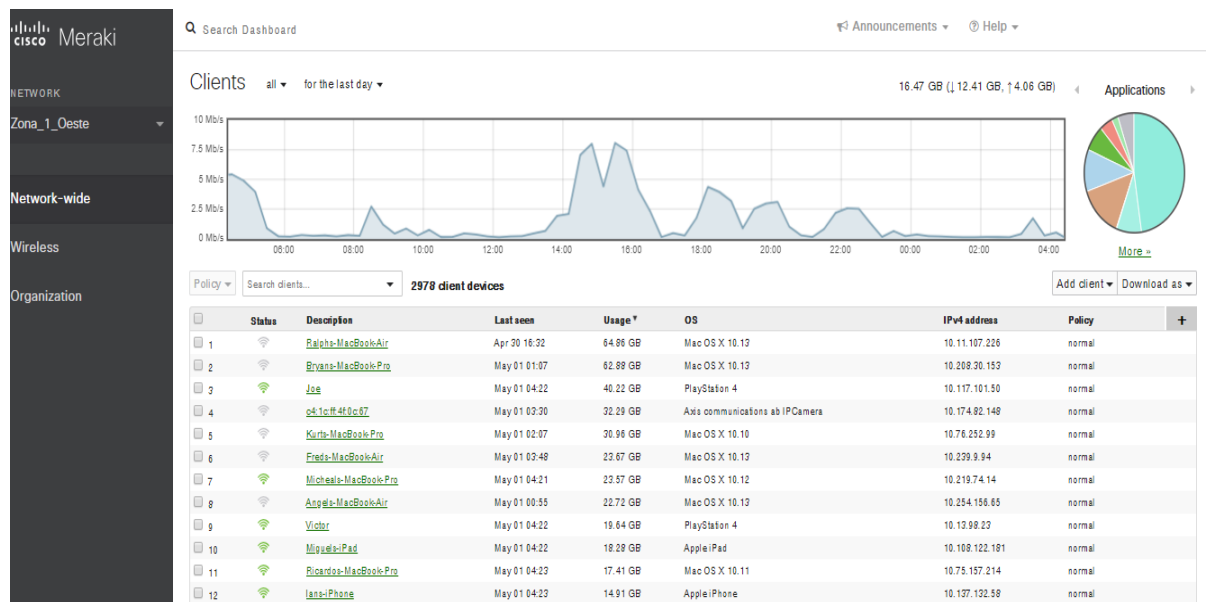 cisco Meraki
Search Dashboard
Announcements
Help
NETWORK
Zona_1_Oeste
Network-wide
Wireless
Organization
Clients all for the last day
16.47 GB (↓ 12.41 GB, ↑ 4.06 GB)
Applications
10 Mb/s
7.5 Mb/s
5 Mb/s
2.5 Mb/s
0 Mb/s
06:00 08:00 10:00 12:00 14:00 16:00 18:00 20:00 22:00 00:00 02:00 04:00
More »
Policy Search clients... 2978 client devices Add client Download as
Status Description Last seen Usage OS IPv4 address Policy +
1 Ralphs-MacBook-Air Apr 30 16:32 64.86 GB Mac OS X 10.13 10.11.107.226 normal
2 Bryans-MacBook-Pro May 01 01:07 62.88 GB Mac OS X 10.13 10.208.30.153 normal
3 Joe May 01 04:22 40.22 GB PlayStation 4 10.117.101.50 normal
4 c4:1c:ff:4f:0c:67 May 01 03:30 32.29 GB Axis communications ab IPCamera 10.174.82.148 normal
5 Kurts-MacBook-Pro May 01 02:07 30.96 GB Mac OS X 10.10 10.76.252.99 normal
6 Freds-MacBook-Air May 01 03:48 23.67 GB Mac OS X 10.13 10.239.9.94 normal
7 Micheals-MacBook-Pro May 01 04:21 23.57 GB Mac OS X 10.12 10.219.74.14 normal
8 Angels-MacBook-Air May 01 00:55 22.72 GB Mac OS X 10.13 10.254.156.65 normal
9 Victor May 01 04:22 19.64 GB PlayStation 4 10.13.98.23 normal
10 Miguels-iPad May 01 04:22 18.28 GB Apple iPad 10.108.122.181 normal
11 Ricardos-MacBook-Pro May 01 04:23 17.41 GB Mac OS X 10.11 10.75.157.214 normal
12 Ians-iPhone May 01 04:23 14.91 GB Apple iPhone 10.137.132.58 normal